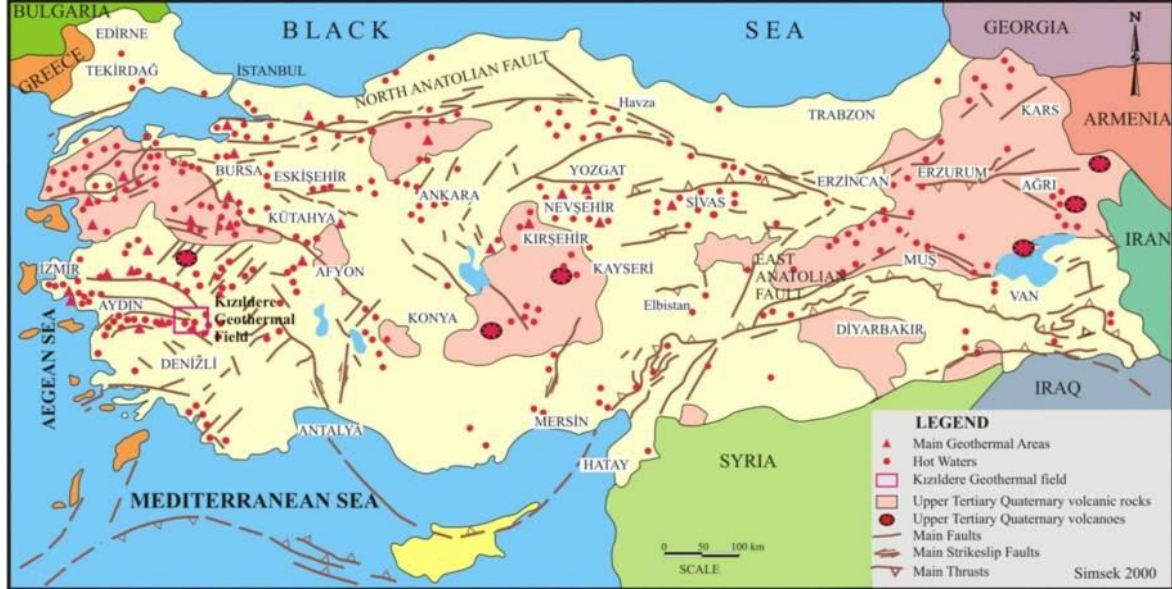 BULGARIA
EDİRNE
BLACK SEA
GEORGIA
N
GREECE
TEKİRDAĞ
İSTANBUL
NORTH ANATOLIAN FAULT
Havza
TRABZON
KARS
ARMENIA
BURSA
ESKİŞEHİR
ANKARA
YOZGAT
ERZİNCAN
ERZURUM
AĞRI
KÜTAHYA
NEVŞEHİR
SİVAS
KIRŞEHİR
İZMİR
AFYON
KAYSERİ
EAST
ANATOLIAN
FAULT
MUŞ
IRAN
AYDIN
Kızıldere
Geothermal
Field
KONYA
Elbistan
VAN
DİYARBAKIR
AEGEAN SEA
DENİZLİ
IRAQ
ANTALYA
MERSİN
HATAY
SYRIA
MEDITERRANEAN SEA
0 50 100 km
SCALE
LEGEND
Main Geothermal Areas
Hot Waters
Kızıldere Geothermal field
Upper Tertiary Quaternary volcanic rocks
Upper Tertiary Quaternary volcanoes
Main Faults
Main Strikeslip Faults
Main Thrusts
Simsek 2000